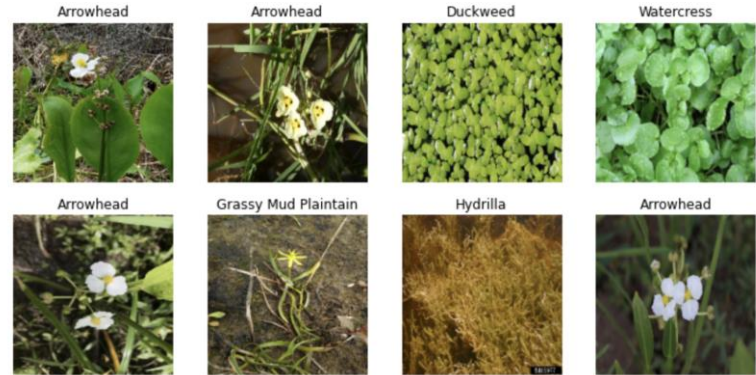 Arrowhead
Arrowhead
Duckweed
Watercress
Arrowhead
Grassy Mud Plaintain
Hydrilla
Arrowhead